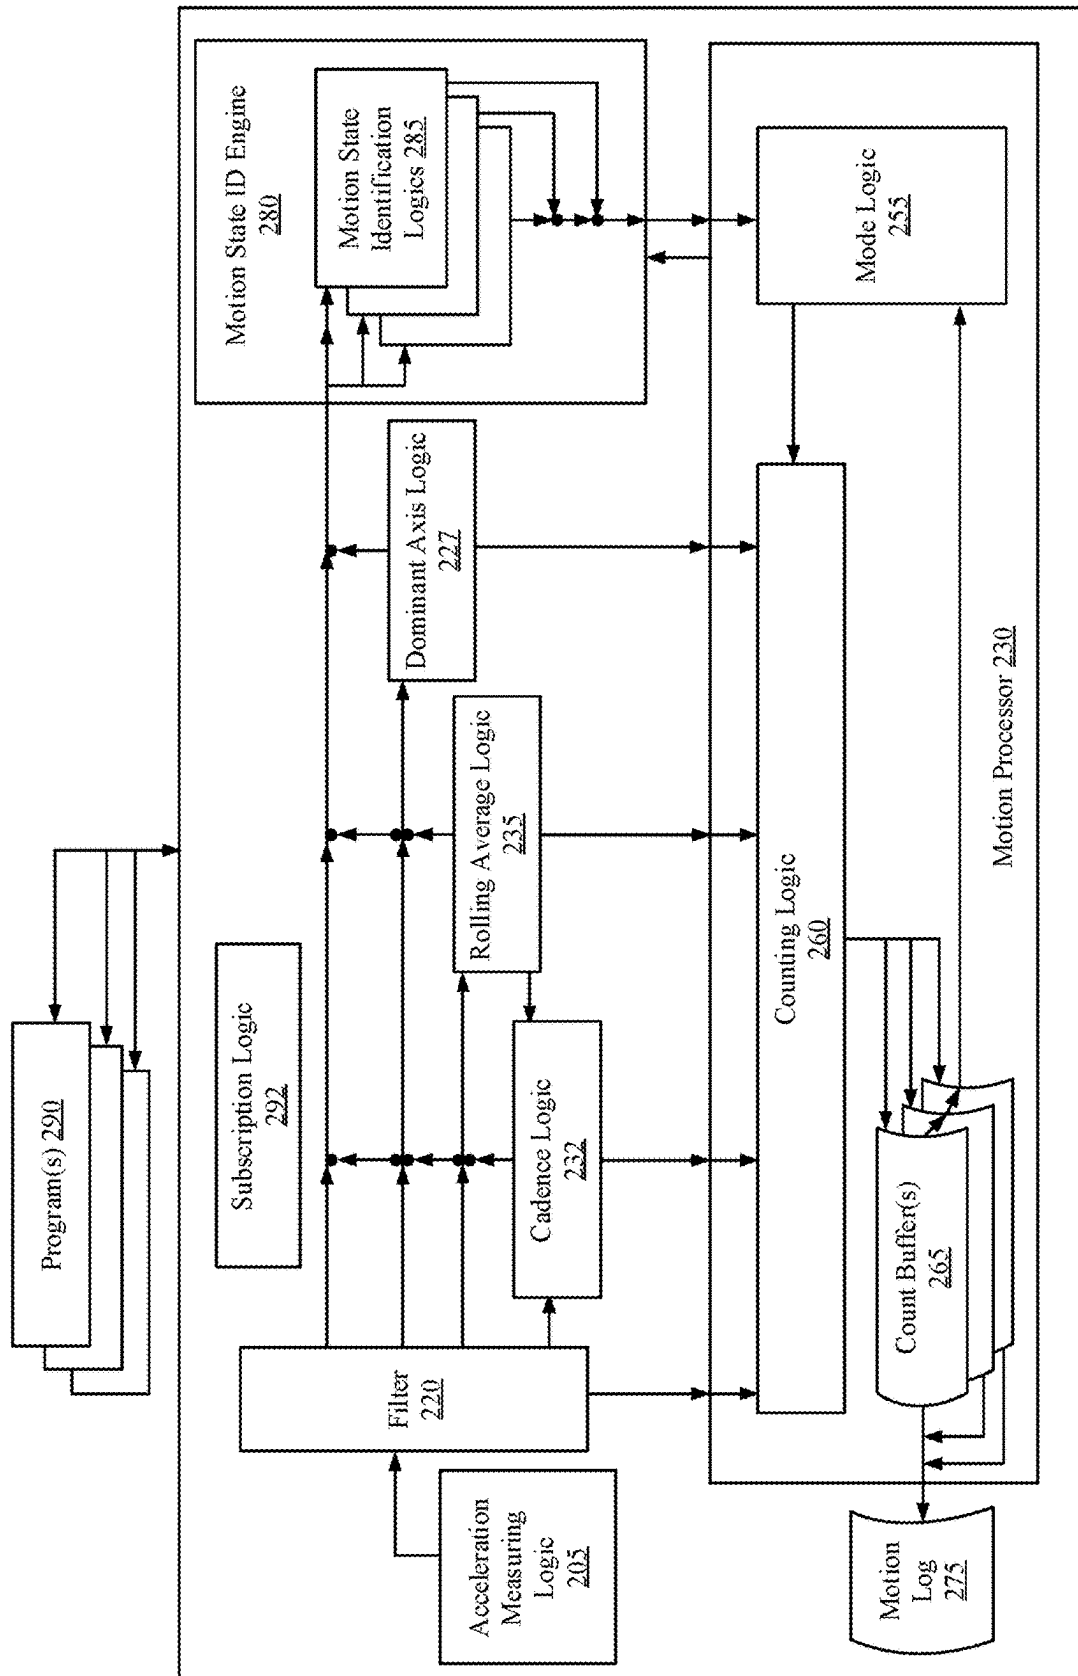 Program(s) 290
Subscription Logic
292
Motion State ID Engine
280
Motion State
Identification
Logics 285
Filter
220
Acceleration
Measuring
Logic
205
Cadence Logic
232
Rolling Average Logic
235
Dominant Axis Logic
227
Counting Logic
260
Mode Logic
255
Count Buffer(s)
265
Motion Processor 230
Motion
Log
275